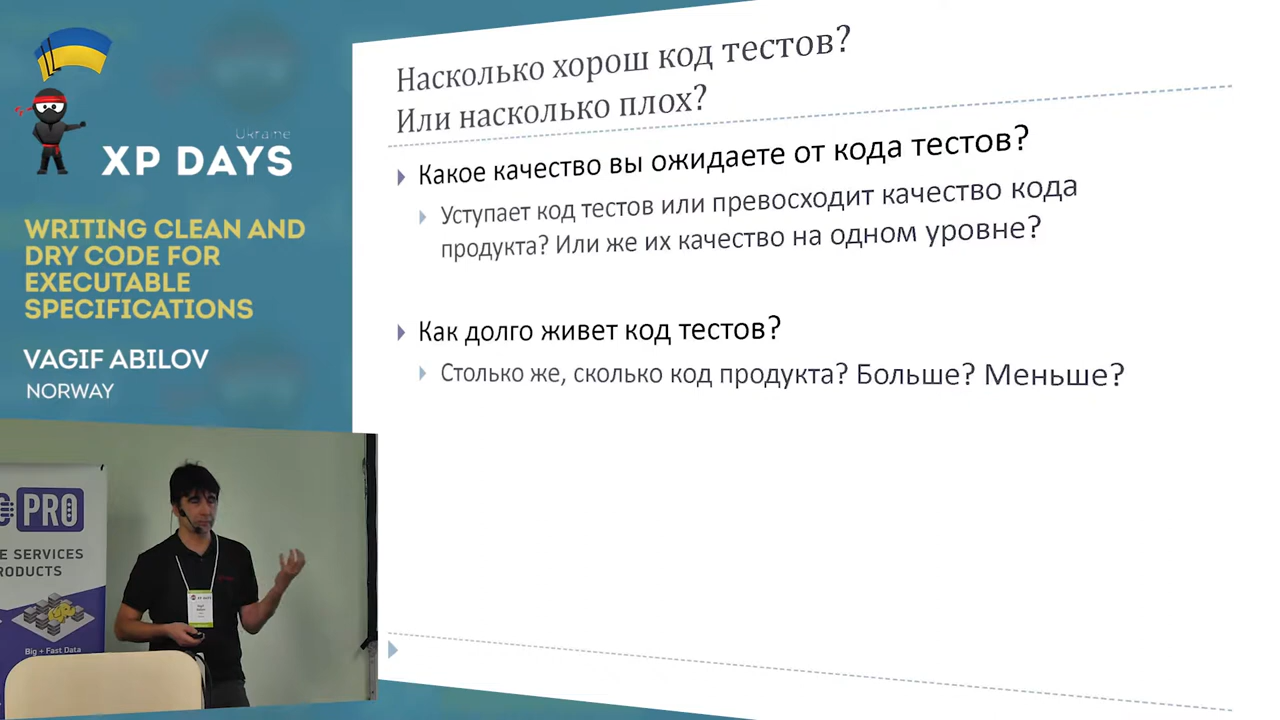 Ukraine
XP DAYS
WRITING CLEAN AND
DRY CODE FOR
EXECUTABLE
SPECIFICATIONS
VAGIF ABILOV
NORWAY
Насколько хорош код тестов?
Или насколько плох?
Какое качество вы ожидаете от кода тестов?
Уступает код тестов или превосходит качество кода
продукта? Или же их качество на одном уровне?
Как долго живет код тестов?
Столько же, сколько код продукта? Больше? Меньше?
PRO
E SERVICES
RODUCTS
Big + Fast Data